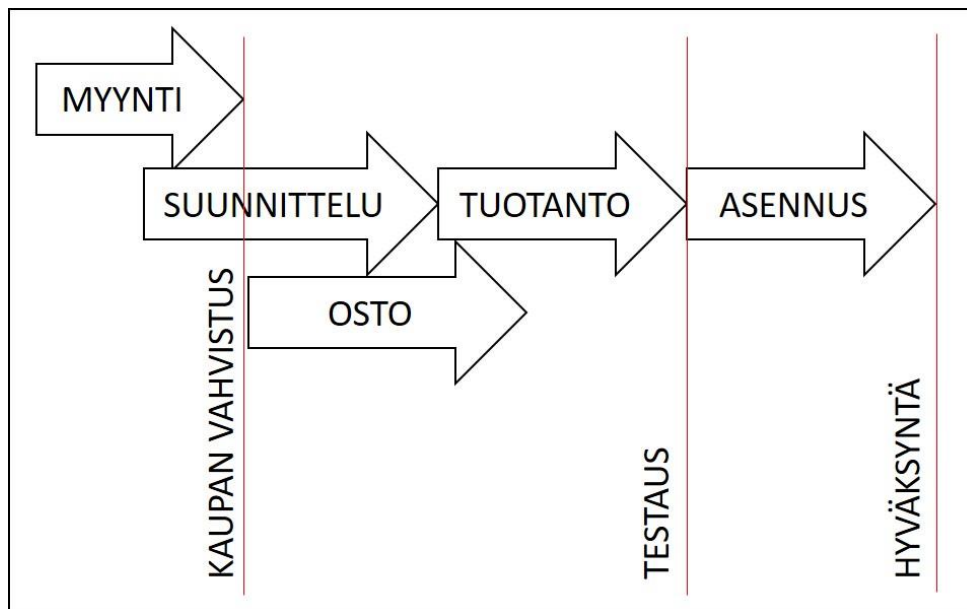 MYYNTI
SUUNNITTELU
TUOTANTO
ASENNUS
OSTO
KAUPAN VAHVISTUS
TESTAUS
HYVÄKSYNTÄ